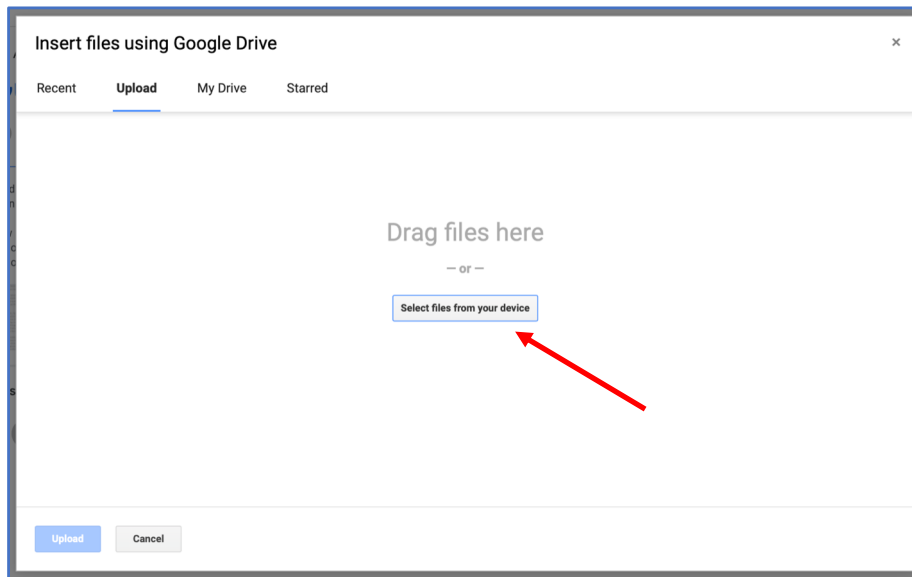 Insert files using Google Drive
×
Recent Upload My Drive Starred
Drag files here
— or —
Select files from your device
Upload Cancel